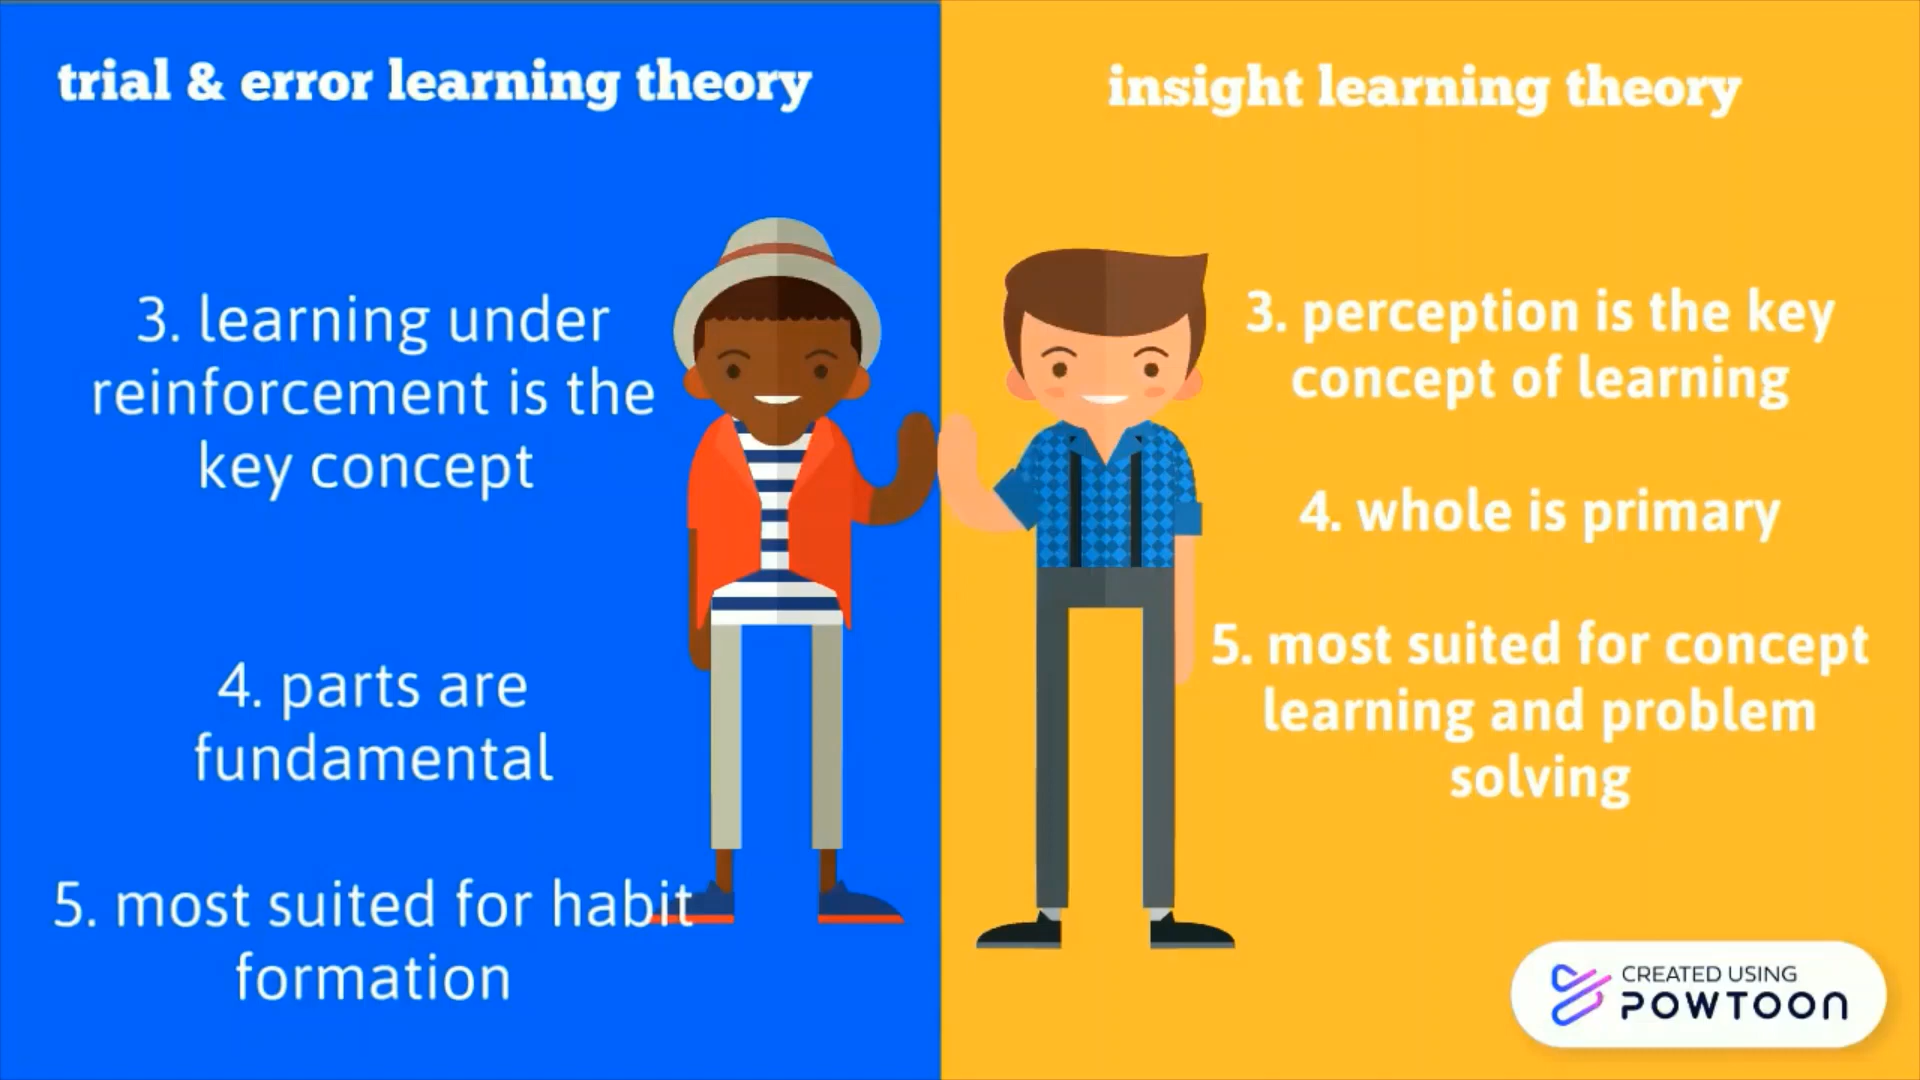 trial & error learning theory
3. learning under
reinforcement is the
key concept
4. parts are
fundamental
5. most suited for habit
formation
insight learning theory
3. perception is the key
concept of learning
4. whole is primary
5. most suited for concept
learning and problem
solving
CREATED USING
POWTOON